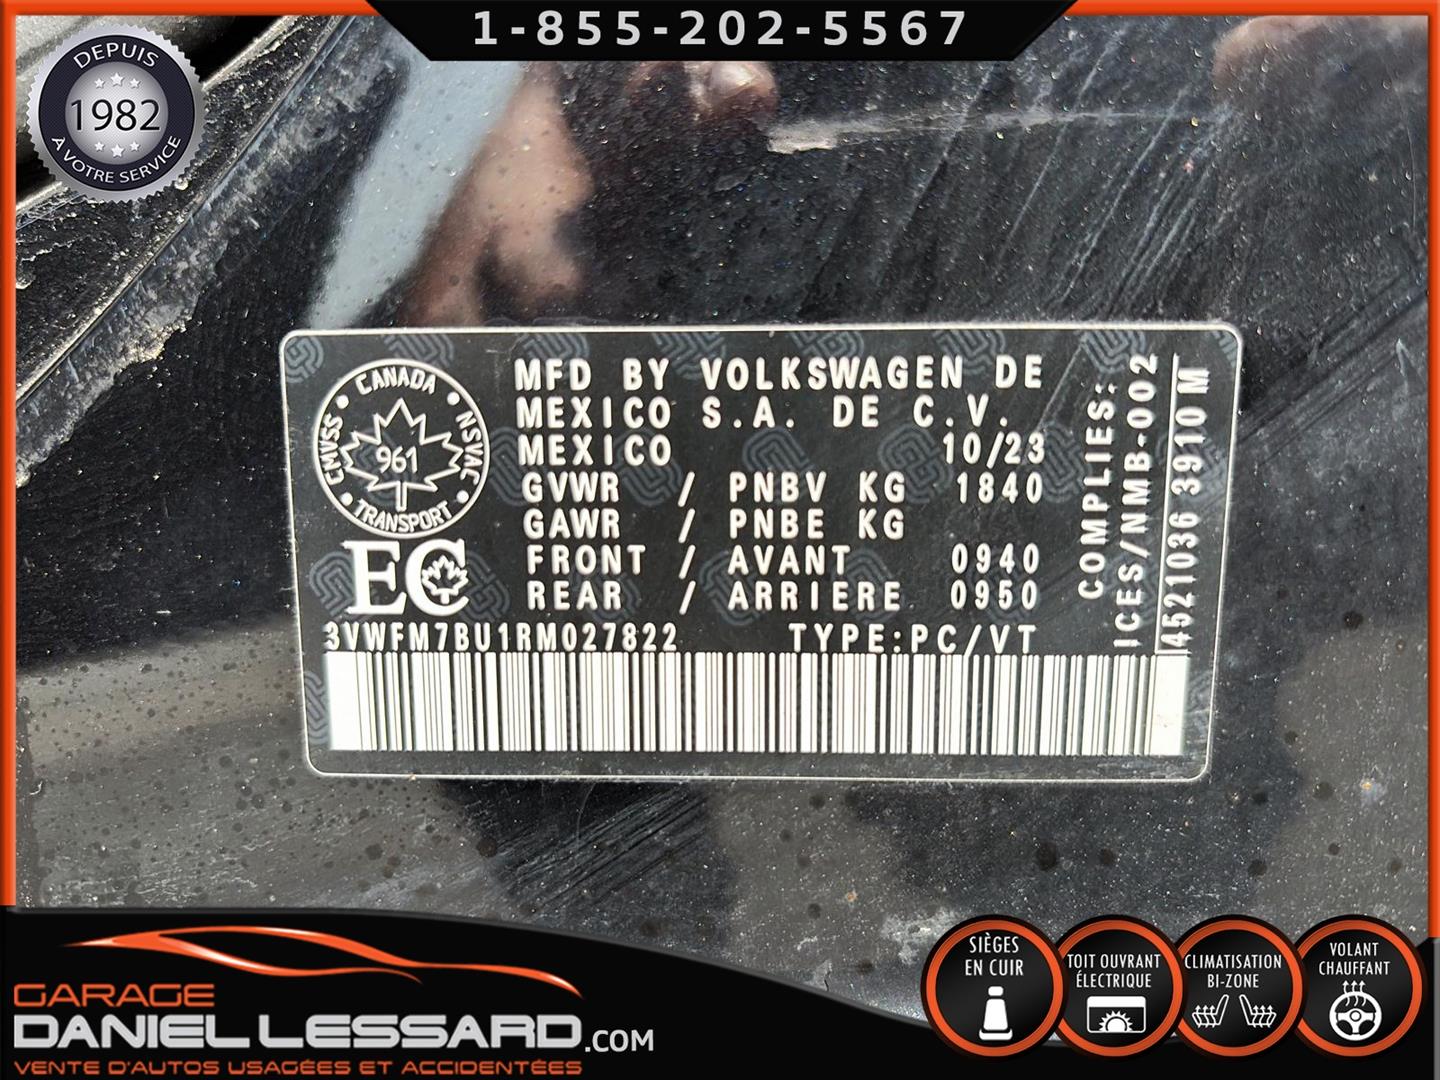 1-855-202-5567
DEPUIS
1982
À VOTRE SERVICE
CANADA
CMVSS
NSVAC
961
TRANSPORT
EC
MFD BY VOLKSWAGEN DE
MEXICO S.A. DE C.V.
MEXICO 10/23
GVWR / PNBV KG 1840
GAWR / PNBE KG
FRONT / AVANT 0940
REAR / ARRIERE 0950
3VWFM7BU1RM027822 TYPE:PC/VT
COMPLIES:
ICES/NMB-002
4521036 3910 M
GARAGE
DANIEL LESSARD.COM
VENTE D'AUTOS USAGÉES ET ACCIDENTÉES
SIÈGES
EN CUIR
TOIT OUVRANT
ÉLECTRIQUE
CLIMATISATION
BI-ZONE
VOLANT
CHAUFFANT